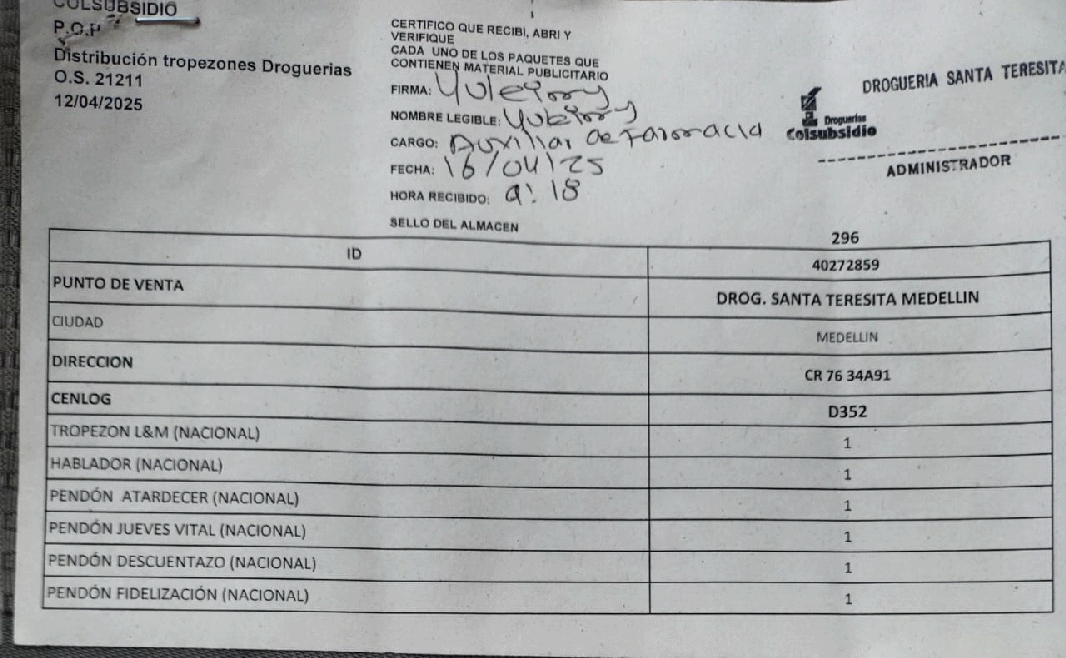 COLSUBSIDIO
P.O.P
Distribución tropezones Droguerias
O.S. 21211
12/04/2025
CERTIFICO QUE RECIBI, ABRI Y
VERIFIQUE
CADA UNO DE LOS PAQUETES QUE
CONTIENEN MATERIAL PUBLICITARIO
FIRMA:
NOMBRE LEGIBLE:
CARGO: Auxiliar de Farmacia
FECHA: 16/04/25
HORA RECIBIDO: 9:18
SELLO DEL ALMACEN
DROGUERIA SANTA TERESITA
Droguerías
Colsubsidio
ADMINISTRADOR
296
ID 40272859
PUNTO DE VENTA DROG. SANTA TERESITA MEDELLIN
CIUDAD MEDELLIN
DIRECCION CR 76 34A91
CENLOG D352
TROPEZON L&M (NACIONAL) 1
HABLADOR (NACIONAL) 1
PENDÓN ATARDECER (NACIONAL) 1
PENDÓN JUEVES VITAL (NACIONAL) 1
PENDÓN DESCUENTAZO (NACIONAL) 1
PENDÓN FIDELIZACIÓN (NACIONAL) 1